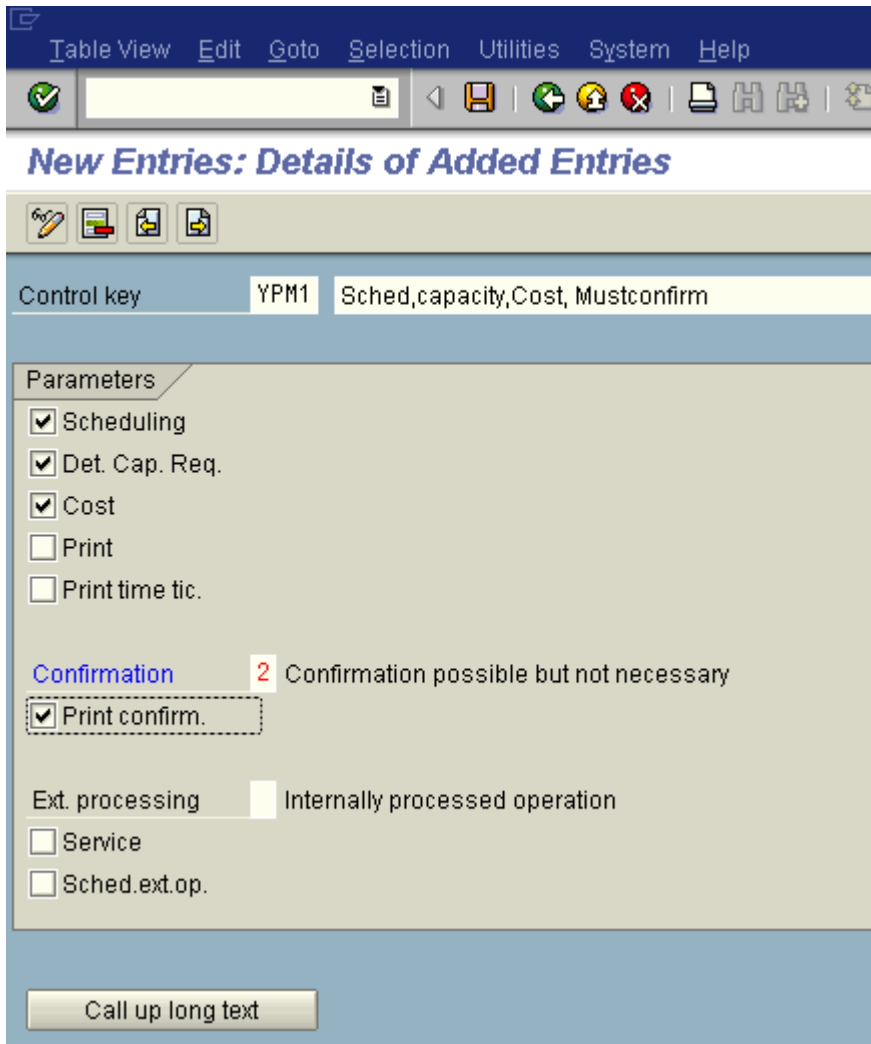 Table View Edit Goto Selection Utilities System Help
New Entries: Details of Added Entries
Control key YPM1 Sched,capacity,Cost, Mustconfirm
Parameters
Scheduling
Det. Cap. Req.
Cost
Print
Print time tic.
Confirmation 2 Confirmation possible but not necessary
Print confirm.
Ext. processing Internally processed operation
Service
Sched.ext.op.
Call up long text